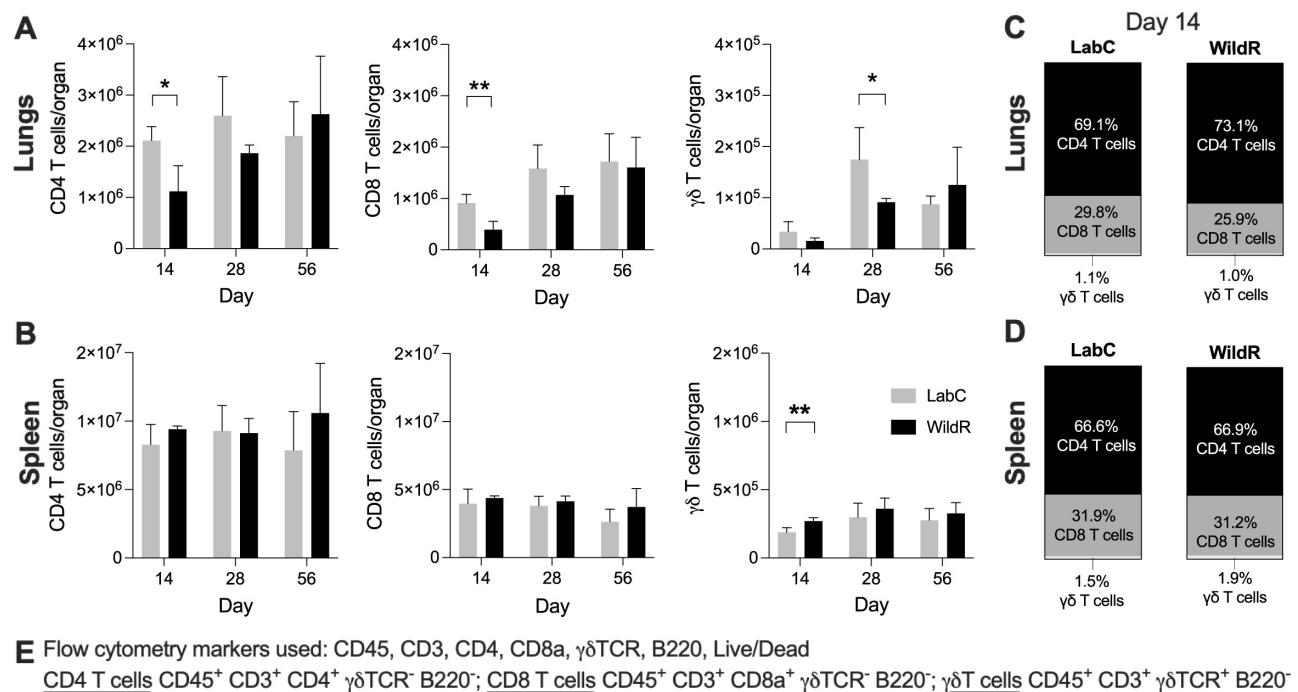 A
Lungs
CD4 T cells/organ
4×10⁶
3×10⁶
2×10⁶
1×10⁶
0
*
14 28 56
Day
CD8 T cells/organ
4×10⁶
3×10⁶
2×10⁶
1×10⁶
0
**
14 28 56
Day
γδ T cells/organ
4×10⁵
3×10⁵
2×10⁵
1×10⁵
0
*
14 28 56
Day
C
Day 14
Lungs
LabC WildR
69.1%
CD4 T cells
73.1%
CD4 T cells
29.8%
CD8 T cells
25.9%
CD8 T cells
1.1%
γδ T cells
1.0%
γδ T cells
B
Spleen
CD4 T cells/organ
2×10⁷
1×10⁷
5×10⁶
0
14 28 56
Day
CD8 T cells/organ
2×10⁷
1×10⁷
5×10⁶
0
14 28 56
Day
γδ T cells/organ
2×10⁶
1×10⁶
5×10⁵
0
**
LabC
WildR
14 28 56
Day
D
Spleen
LabC WildR
66.6%
CD4 T cells
66.9%
CD4 T cells
31.9%
CD8 T cells
31.2%
CD8 T cells
1.5%
γδ T cells
1.9%
γδ T cells
E Flow cytometry markers used: CD45, CD3, CD4, CD8a, γδTCR, B220, Live/Dead
CD4 T cells CD45⁺ CD3⁺ CD4⁺ γδTCR⁻ B220⁻; CD8 T cells CD45⁺ CD3⁺ CD8a⁺ γδTCR⁻ B220⁻; γδT cells CD45⁺ CD3⁺ γδTCR⁺ B220⁻